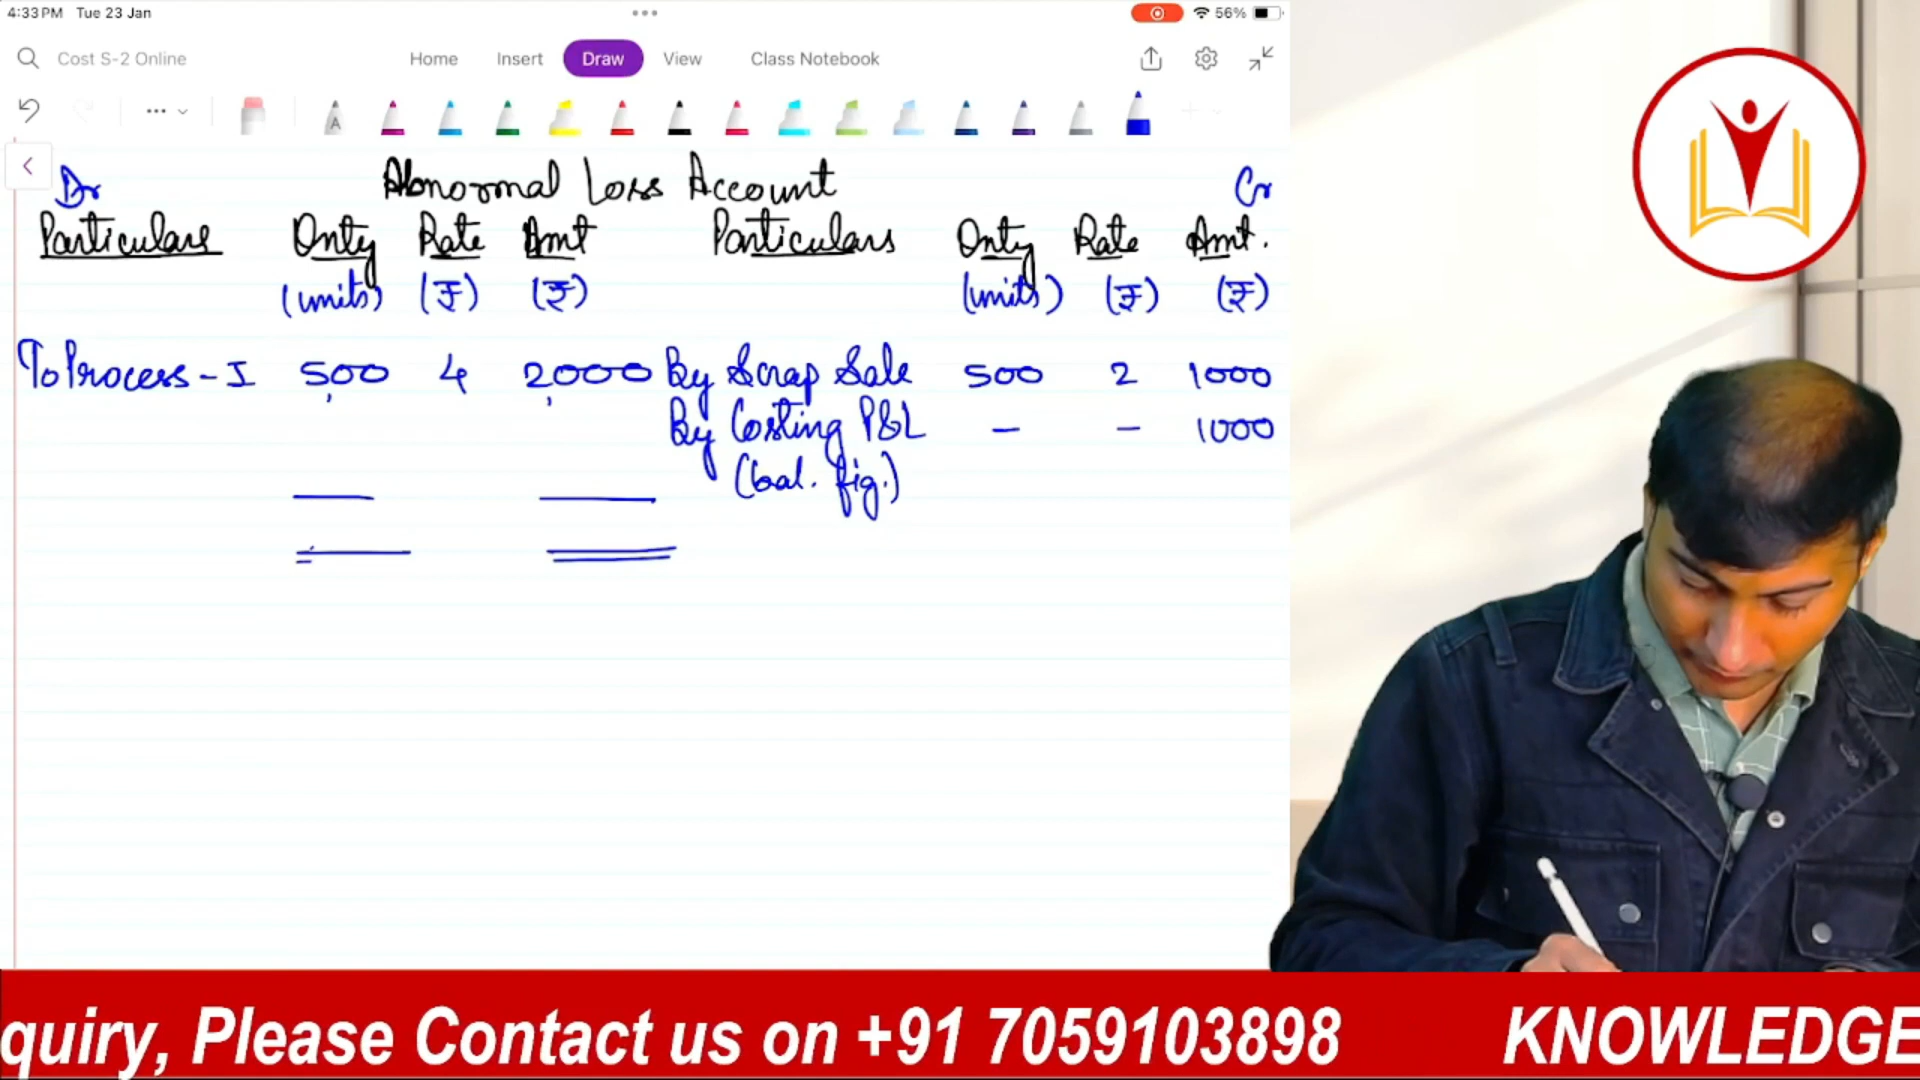 4:33 PM Tue 23 Jan 56%
Cost S-2 Online Home Insert Draw View Class Notebook
A
Dr Abnormal Loss Account Cr
Particulars Qnty Rate Amt Particulars Qnty Rate Amt.
(units) (₹) (₹) (units) (₹) (₹)
To Process - I 500 4 2000 By Scrap Sale 500 2 1000
By Costing P&L – – 1000
(bal. fig.)
quiry, Please Contact us on +91 7059103898 KNOWLEDGE